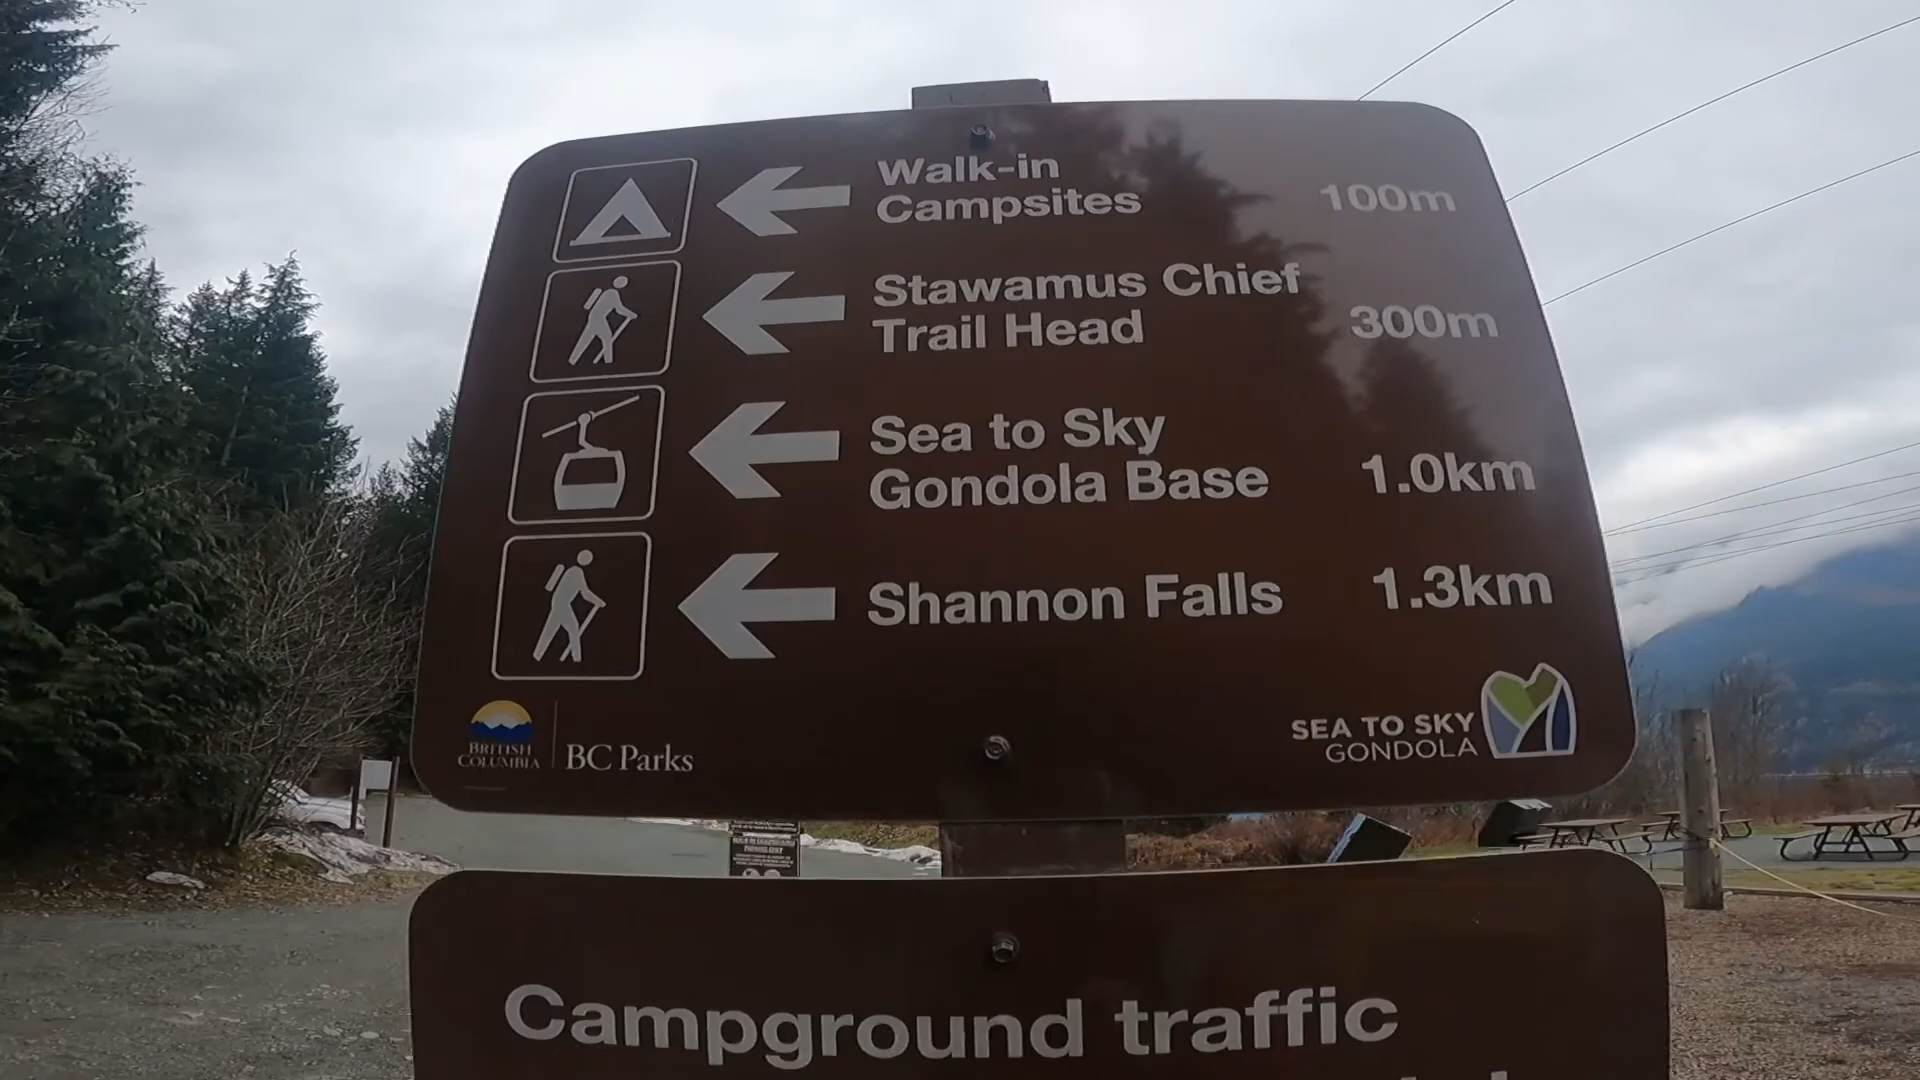 Walk-in
Campsites 100m
Stawamus Chief
Trail Head 300m
Sea to Sky
Gondola Base 1.0km
Shannon Falls 1.3km
BRITISH
COLUMBIA
BC Parks
SEA TO SKY
GONDOLA
Campground traffic